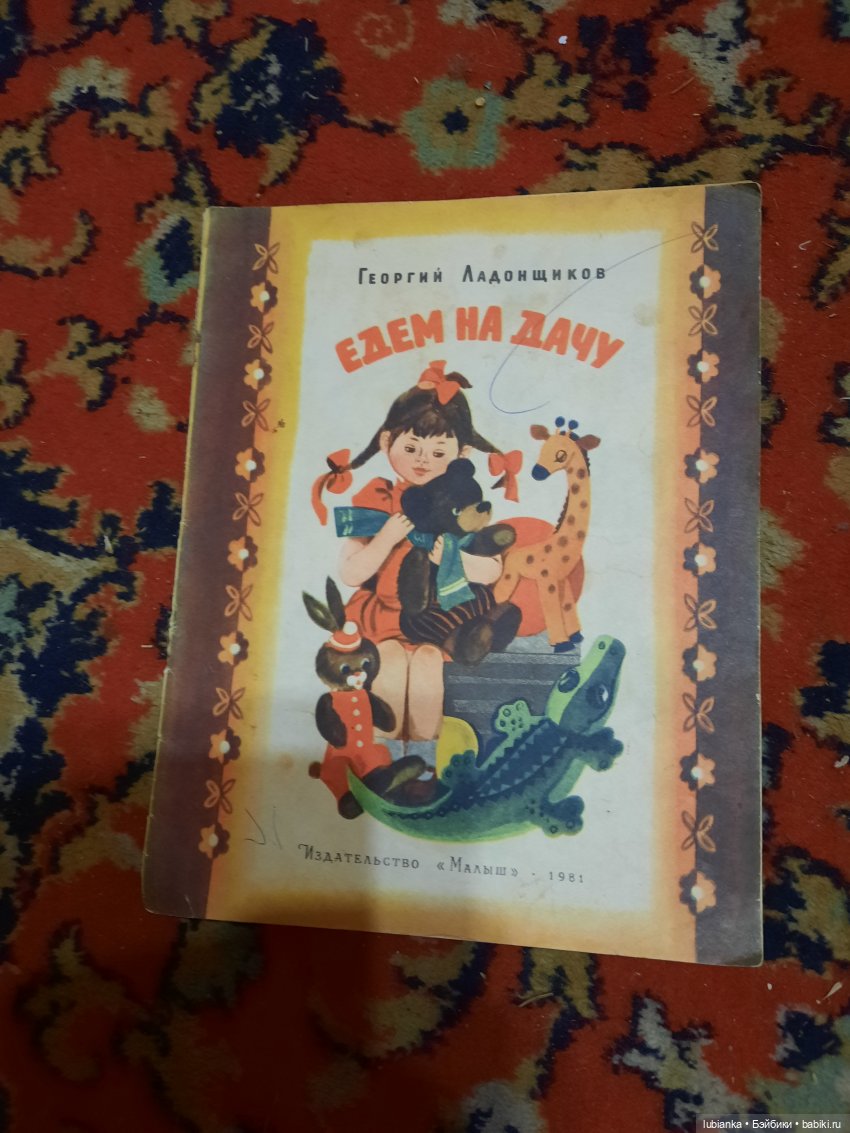 Георгий Ладонщиков
ЕДЕМ НА ДАЧУ
Издательство «Малыш» · 1981
lubianka • Бэйбики • babiki.ru